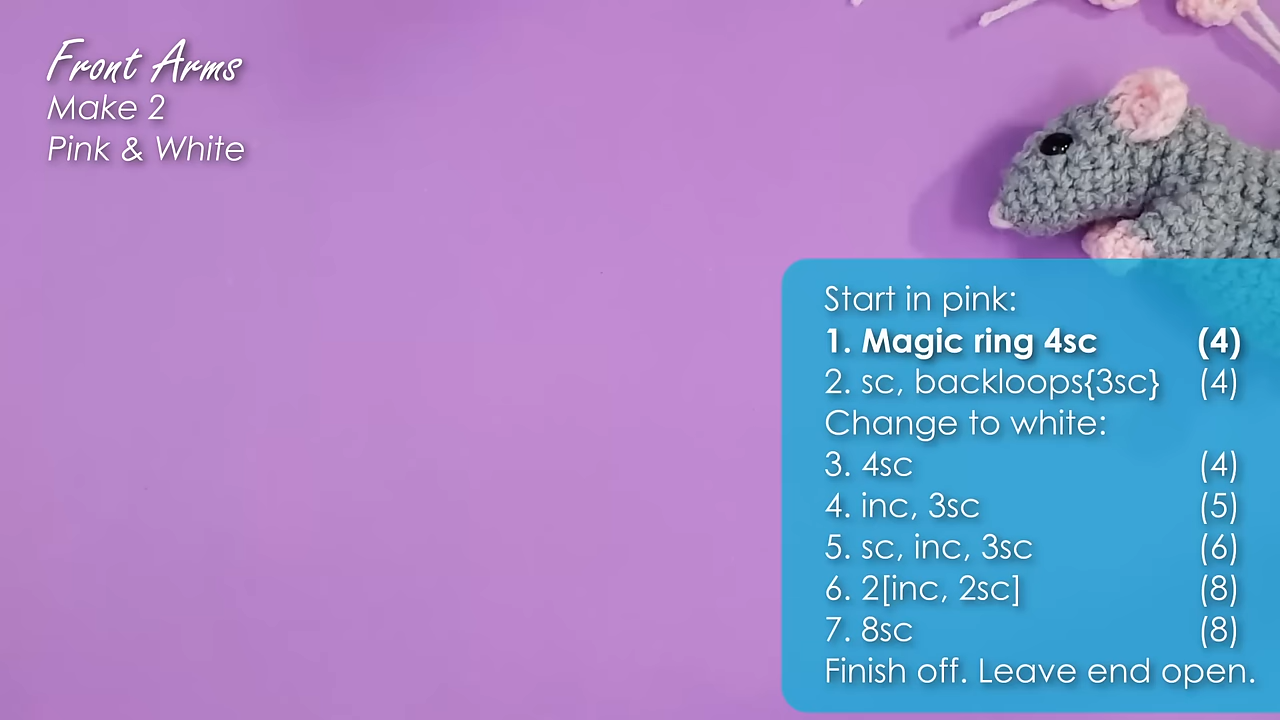 Front Arms
Make 2
Pink & White
Start in pink:
1. Magic ring 4sc (4)
2. sc, backloops{3sc} (4)
Change to white:
3. 4sc (4)
4. inc, 3sc (5)
5. sc, inc, 3sc (6)
6. 2[inc, 2sc] (8)
7. 8sc (8)
Finish off. Leave end open.